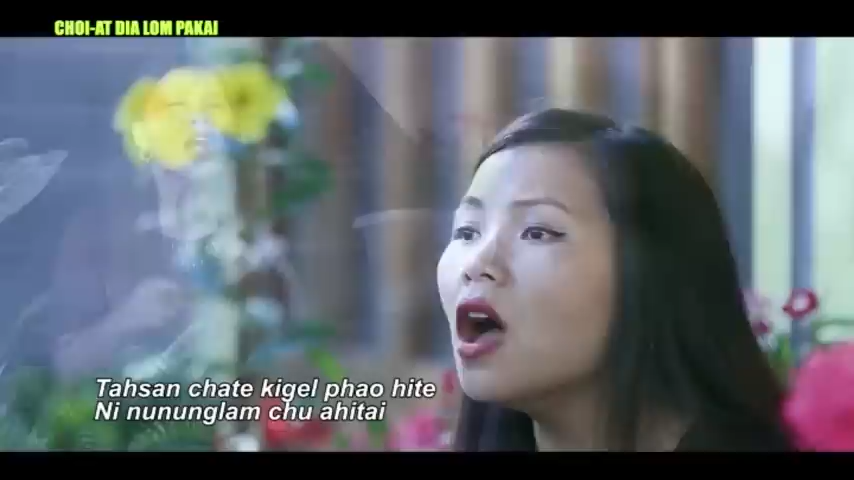 CHOI-AT DIA LOM PAKAI
Tahsan chate kigel phao hite
Ni nununglam chu ahitai